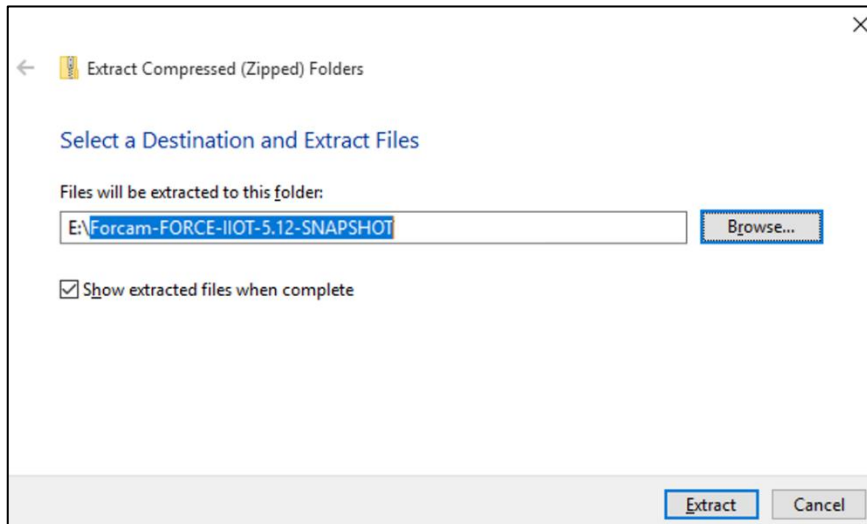 Extract Compressed (Zipped) Folders
Select a Destination and Extract Files
Files will be extracted to this folder:
E:\Forcam-FORCE-IIOT-5.12-SNAPSHOT
Browse...
Show extracted files when complete
Extract
Cancel